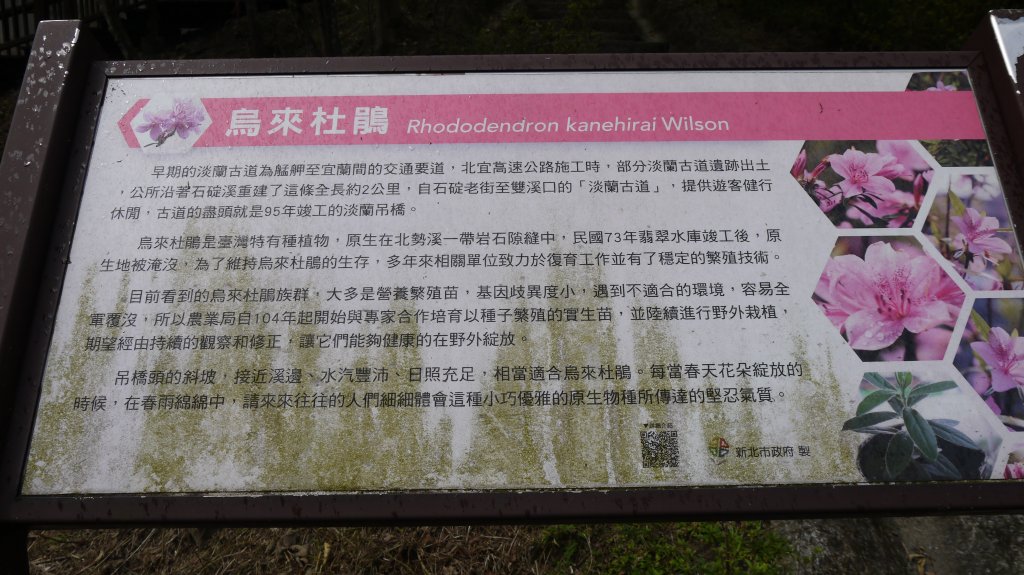 烏來杜鵑 Rhododendron kanehirai Wilson
早期的淡蘭古道為艋舺至宜蘭間的交通要道，北宜高速公路施工時，部分淡蘭古道遺跡出土
，公所沿著石碇溪重建了這條全長約2公里，自石碇老街至雙溪口的「淡蘭古道」，提供遊客健行
休閒，古道的盡頭就是95年竣工的淡蘭吊橋。
烏來杜鵑是臺灣特有種植物，原生在北勢溪一帶岩石隙縫中，民國73年翡翠水庫竣工後，原
生地被淹沒，為了維持烏來杜鵑的生存，多年來相關單位致力於復育工作並有了穩定的繁殖技術。
目前看到的烏來杜鵑族群，大多是營養繁殖苗，基因歧異度小，遇到不適合的環境，容易全
軍覆沒，所以農業局自104年起開始與專家合作培育以種子繁殖的實生苗，並陸續進行野外栽植，
期望經由持續的觀察和修正，讓它們能夠健康的在野外綻放。
吊橋頭的斜坡，接近溪邊、水汽豐沛、日照充足，相當適合烏來杜鵑。每當春天花朵綻放的
時候，在春雨綿綿中，請來來往往的人們細細體會這種小巧優雅的原生物種所傳達的堅忍氣質。
新北市政府 製